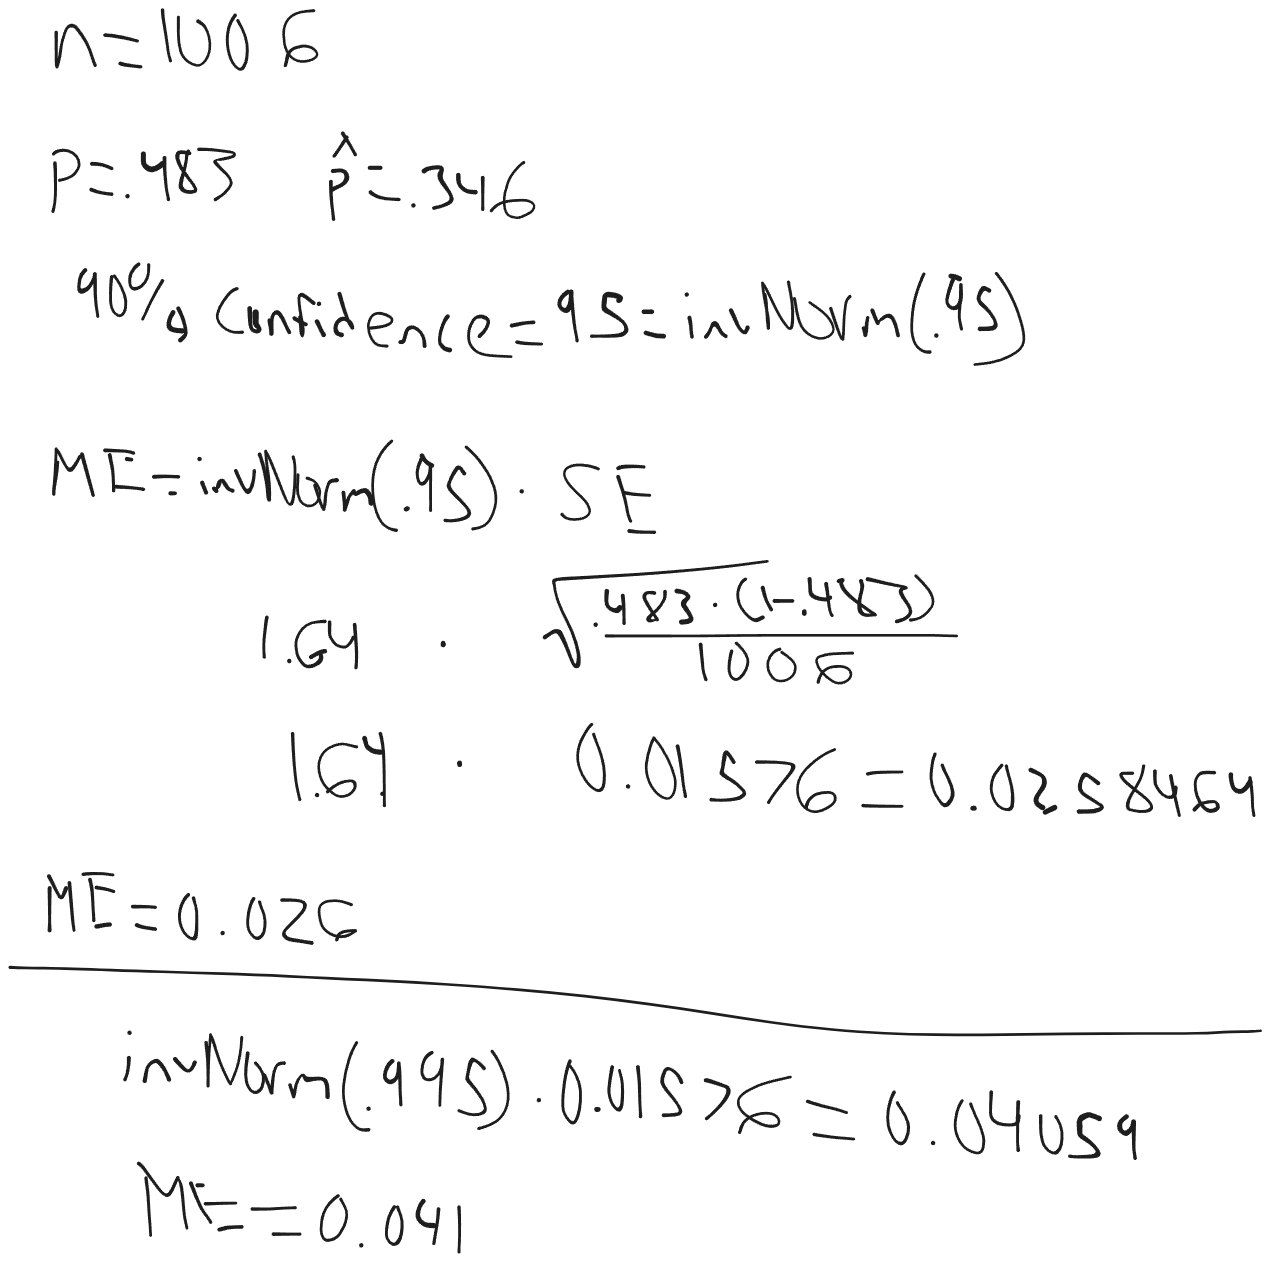 n=1006
P=.483 p̂=.346
90% Confidence=95=invNorm(.95)
ME=invNorm(.95)·SE
1.64 · √.483·(1-.483)
1006
1.64 · 0.01576=0.0258464
ME=0.026
invNorm(.995)·0.01576=0.04059
ME=0.041